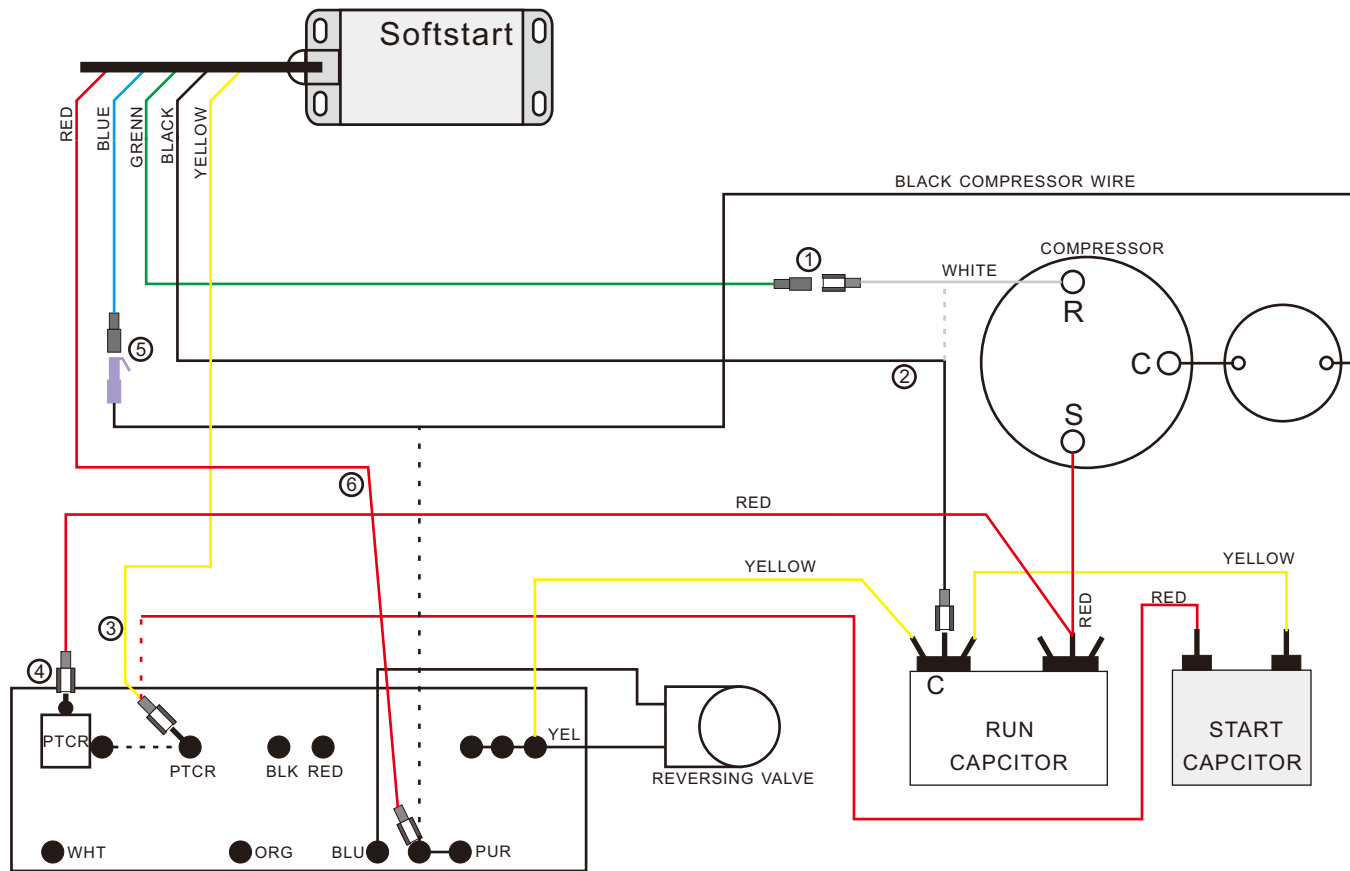 Softstart
RED
BLUE
GRENN
BLACK
YELLOW
BLACK COMPRESSOR WIRE
COMPRESSOR
1
WHITE
R
5
2
C
S
6
RED
YELLOW
YELLOW
RED
RED
3
4
C
PTCR
PTCR
BLK
RED
YEL
REVERSING VALVE
RUN
CAPCITOR
START
CAPCITOR
WHT
ORG
BLU
PUR